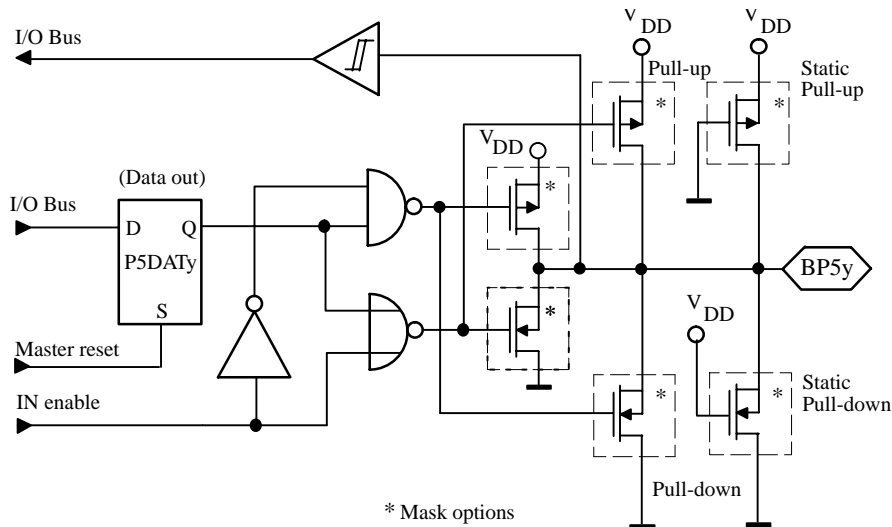 I/O Bus
V
DD
V
DD
Pull-up
*
Static
Pull-up
*
V
DD
*
(Data out)
I/O Bus
D
Q
P5DATy
S
BP5y
*
V
DD
Master reset
IN enable
*
*
Static
Pull-down
Pull-down
* Mask options